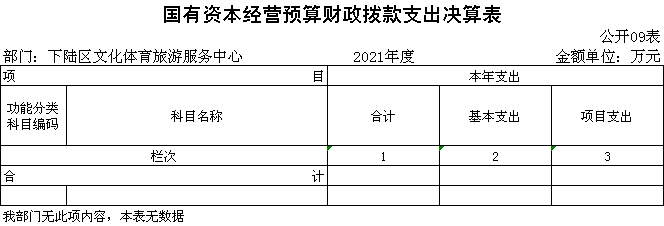 国有资本经营预算财政拨款支出决算表
公开09表
部门：下陆区文化体育旅游服务中心 2021年度 金额单位：万元
项 目 本年支出
功能分类科目编码 科目名称 合计 基本支出 项目支出
栏次 1 2 3
合 计
我部门无此项内容，本表无数据